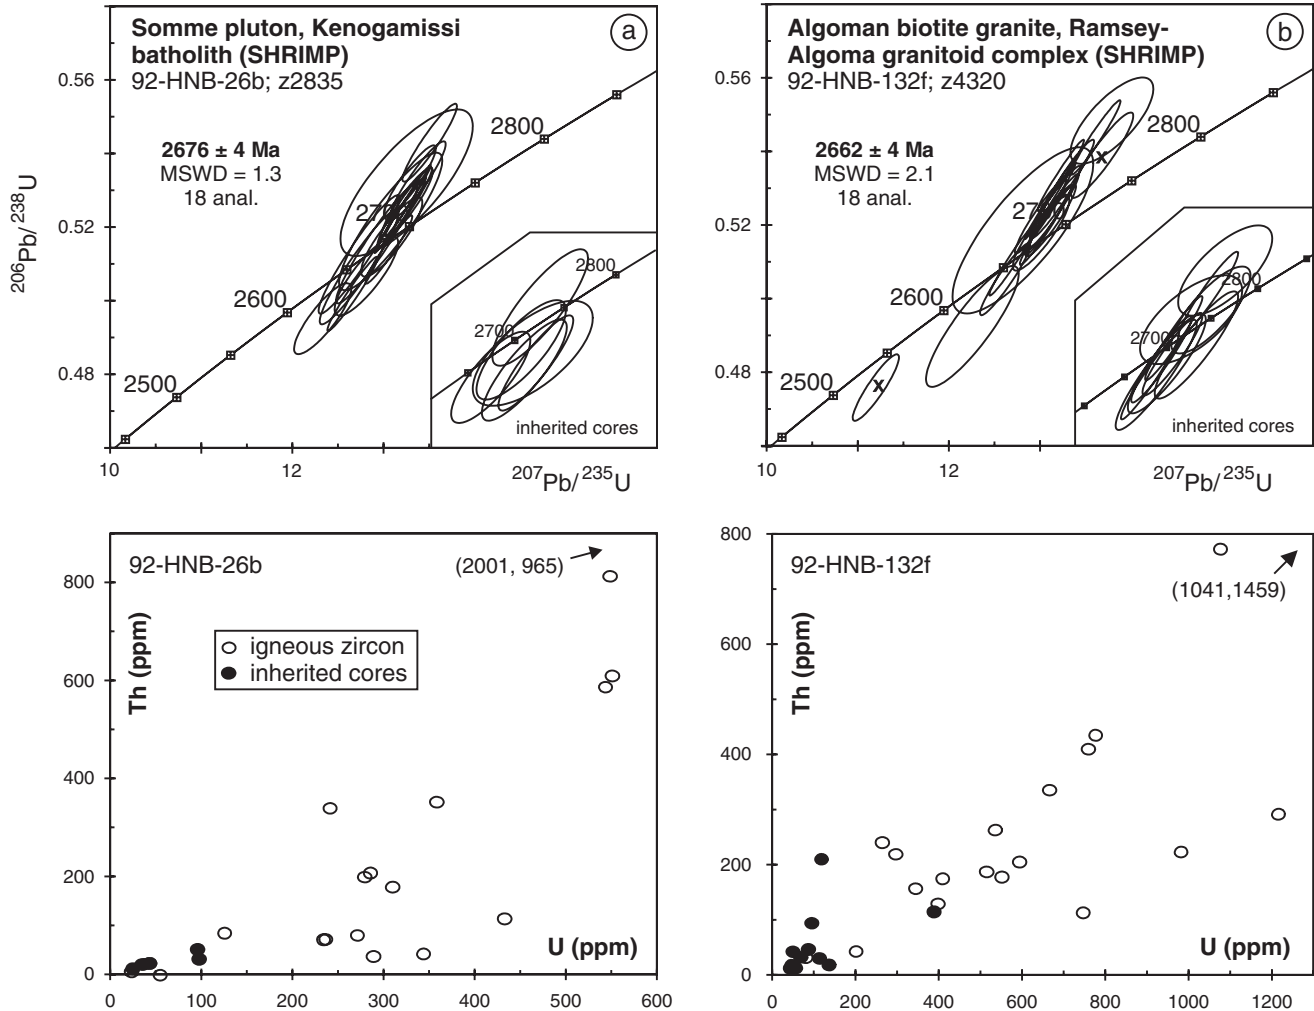 Somme pluton, Kenogamissi
batholith (SHRIMP)
92-HNB-26b; z2835
a
2676 ± 4 Ma
MSWD = 1.3
18 anal.
0.56
0.52
0.48
206Pb/238U
2500
2600
2700
2800
2700
2800
inherited cores
10
12
207Pb/235U
Algoman biotite granite, Ramsey-
Algoma granitoid complex (SHRIMP)
92-HNB-132f; z4320
b
2662 ± 4 Ma
MSWD = 2.1
18 anal.
0.56
0.52
0.48
2500
2600
2700
2800
x
x
2700
2800
inherited cores
10
12
207Pb/235U
92-HNB-26b
(2001, 965)
Th (ppm)
igneous zircon
inherited cores
U (ppm)
800
600
400
200
0
0
100
200
300
400
500
600
92-HNB-132f
(1041,1459)
Th (ppm)
U (ppm)
800
600
400
200
0
0
200
400
600
800
1000
1200